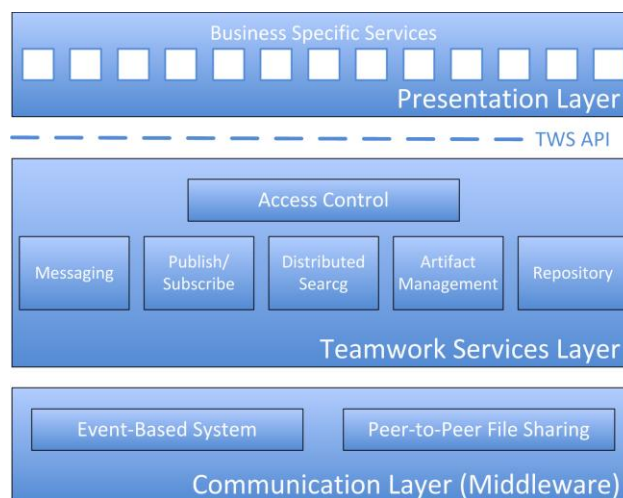 Business Specific Services
Presentation Layer
TWS API
Access Control
Messaging
Publish/
Subscribe
Distributed
Searcg
Artifact
Management
Repository
Teamwork Services Layer
Event-Based System
Peer-to-Peer File Sharing
Communication Layer (Middleware)